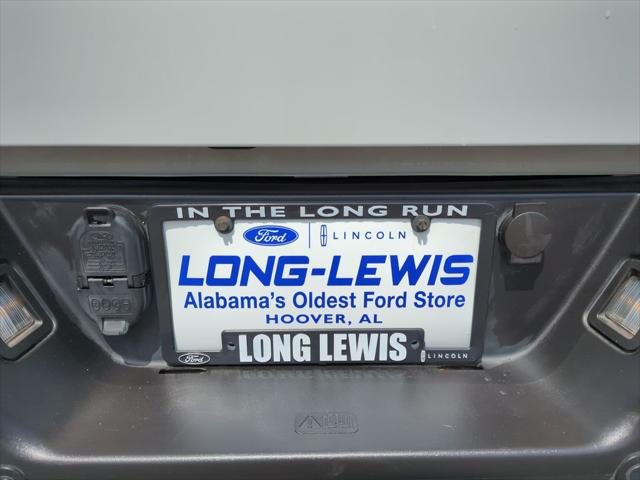 IN THE LONG RUN
Ford LINCOLN
LONG-LEWIS
Alabama's Oldest Ford Store
HOOVER, AL
Ford LONG LEWIS LINCOLN